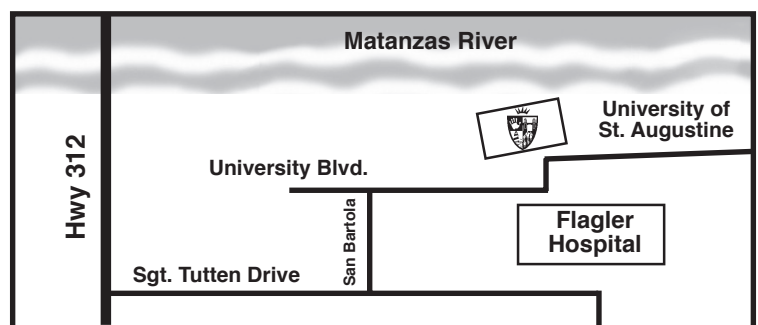 Matanzas River
University of
St. Augustine
Hwy 312
University Blvd.
San Bartola
Flagler
Hospital
Sgt. Tutten Drive